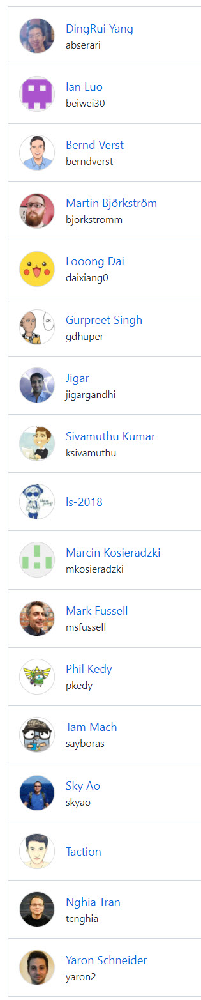 DingRui Yang
abserari
Ian Luo
beiwei30
Bernd Verst
berndverst
Martin Björkström
bjorkstromm
Looong Dai
daixiang0
OK
Gurpreet Singh
gdhuper
Jigar
jigargandhi
Sivamuthu Kumar
ksivamuthu
ls-2018
Marcin Kosieradzki
mkosieradzki
Mark Fussell
msfussell
Phil Kedy
pkedy
Tam Mach
sayboras
Sky Ao
skyao
Taction
Nghia Tran
tcnghia
Yaron Schneider
yaron2